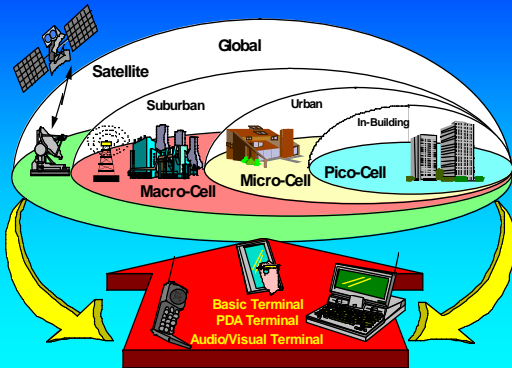 Global
Satellite
Suburban
Urban
In-Building
Macro-Cell
Micro-Cell
Pico-Cell
Basic Terminal
PDA Terminal
Audio/Visual Terminal